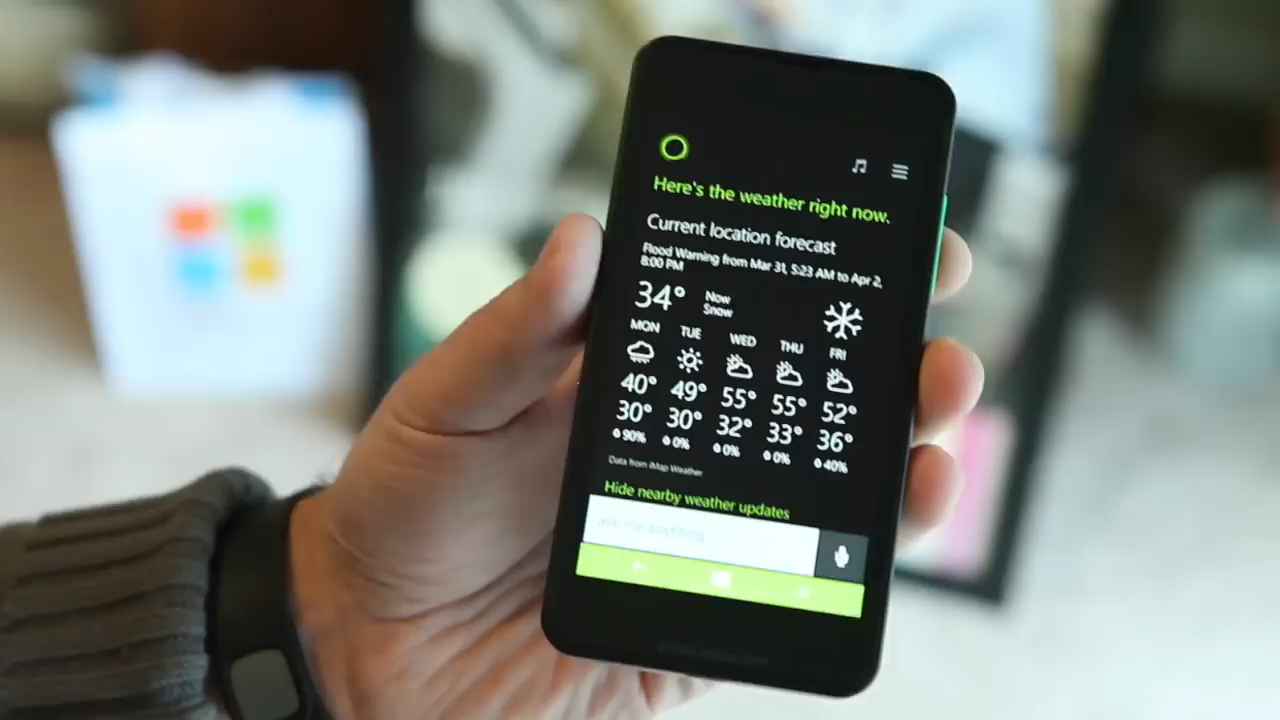 Here's the weather right now.
Current location forecast
Flood Warning from Mar 31, 5:23 AM to Apr 2,
8:00 PM
34° Now
Snow
MON TUE WED THU FRI
40° 49° 55° 55° 52°
30° 30° 32° 33° 36°
90% 0% 0% 0% 40%
Data from iMap Weather
Hide nearby weather updates
ask me anything